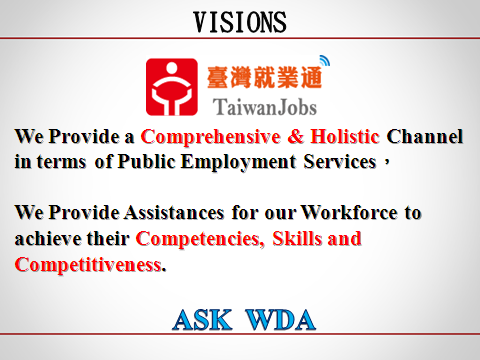 VISIONS
臺灣就業通
TaiwanJobs
We Provide a Comprehensive & Holistic Channel
in terms of Public Employment Services，
We Provide Assistances for our Workforce to
achieve their Competencies, Skills and
Competitiveness.
ASK WDA